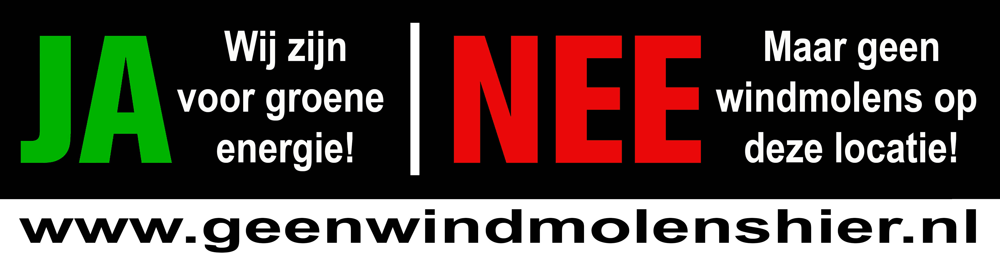 JA
Wij zijn
voor groene
energie!
NEE
Maar geen
windmolens op
deze locatie!
www.geenwindmolenshier.nl